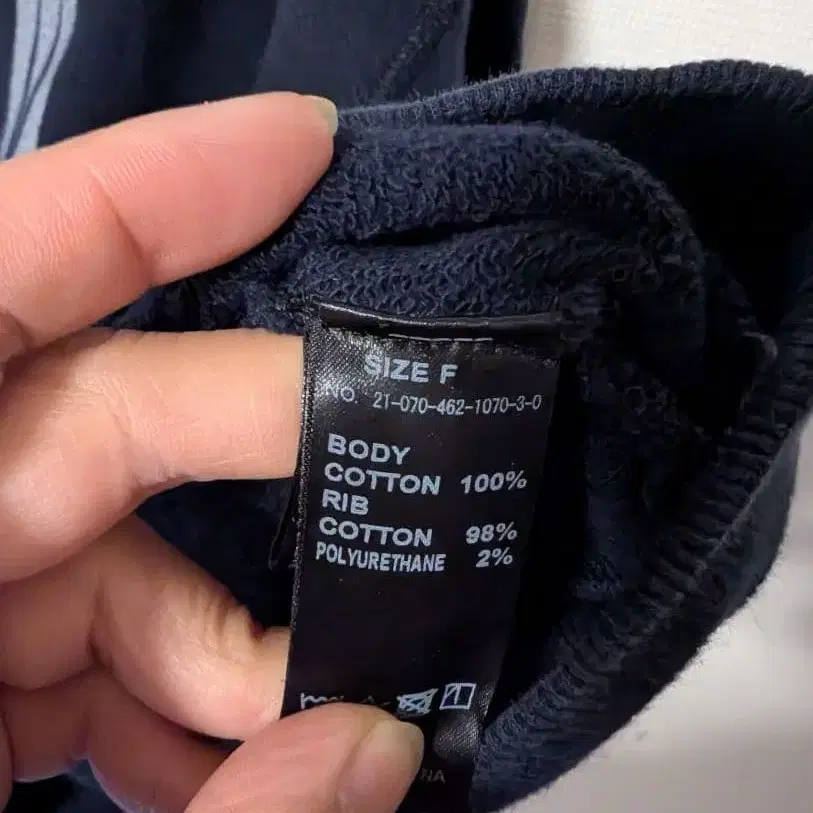 SIZE F
NO. 21-070-462-1070-3-0
BODY
COTTON 100%
RIB
COTTON 98%
POLYURETHANE 2%